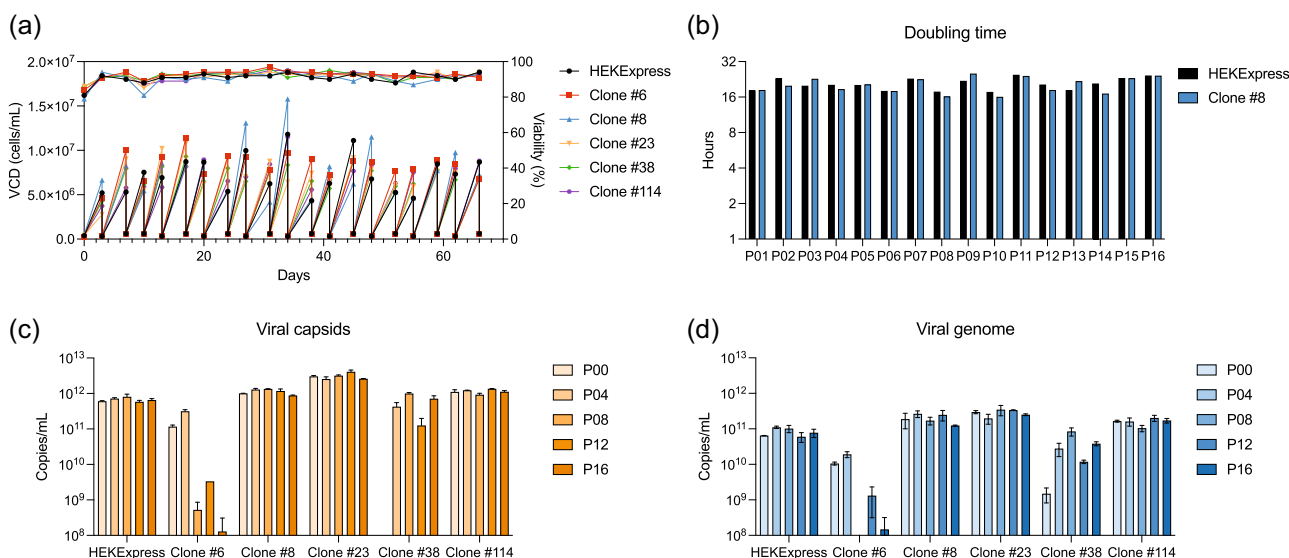 (a)
2.0×10⁷
1.5×10⁷
1.0×10⁷
5.0×10⁶
0.0
VCD (cells/mL)
100
80
60
40
20
0
Viability (%)
0 20 40 60
Days
HEKExpress
Clone #6
Clone #8
Clone #23
Clone #38
Clone #114
(b)
Doubling time
32
16
8
4
2
1
Hours
P01 P02 P03 P04 P05 P06 P07 P08 P09 P10 P11 P12 P13 P14 P15 P16
HEKExpress
Clone #8
(c)
Viral capsids
10¹³
10¹²
10¹¹
10¹⁰
10⁹
10⁸
Copies/mL
HEKExpress Clone #6 Clone #8 Clone #23 Clone #38 Clone #114
P00
P04
P08
P12
P16
(d)
Viral genome
10¹³
10¹²
10¹¹
10¹⁰
10⁹
10⁸
Copies/mL
HEKExpress Clone #6 Clone #8 Clone #23 Clone #38 Clone #114
P00
P04
P08
P12
P16